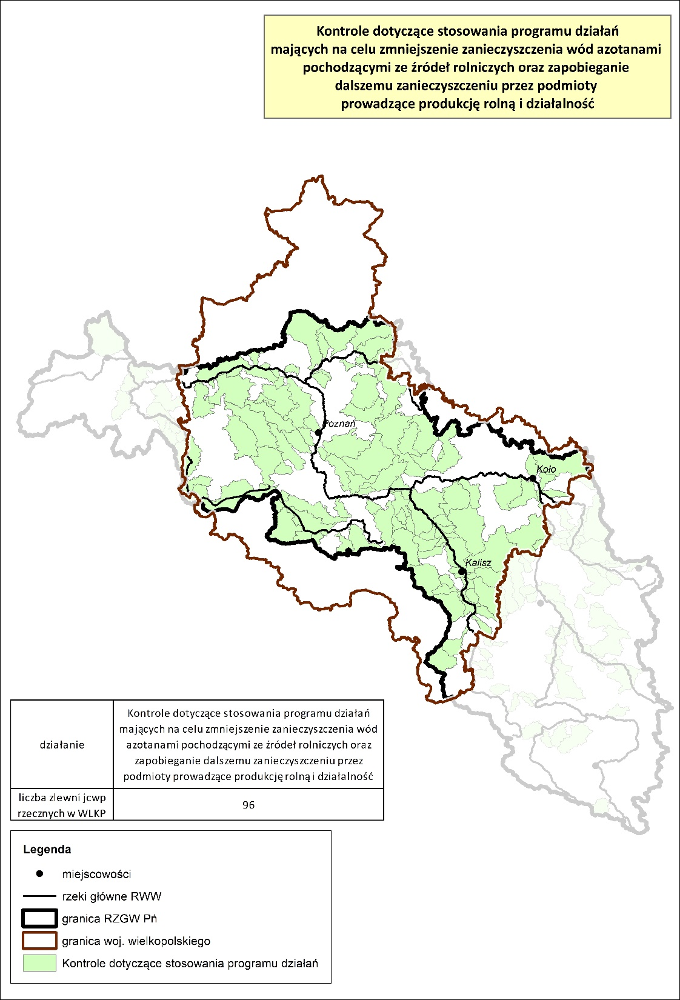 Kontrole dotyczące stosowania programu działań
mających na celu zmniejszenie zanieczyszczenia wód azotanami
pochodzącymi ze źródeł rolniczych oraz zapobieganie
dalszemu zanieczyszczeniu przez podmioty
prowadzące produkcję rolną i działalność
Poznań
Koło
Kalisz
działanie
Kontrole dotyczące stosowania programu działań
mających na celu zmniejszenie zanieczyszczenia wód
azotanami pochodzącymi ze źródeł rolniczych oraz
zapobieganie dalszemu zanieczyszczeniu przez
podmioty prowadzące produkcję rolną i działalność
liczba zlewni jcwp
rzecznych w WLKP
96
Legenda
miejscowości
rzeki główne RWW
granica RZGW Pń
granica woj. wielkopolskiego
Kontrole dotyczące stosowania programu działań